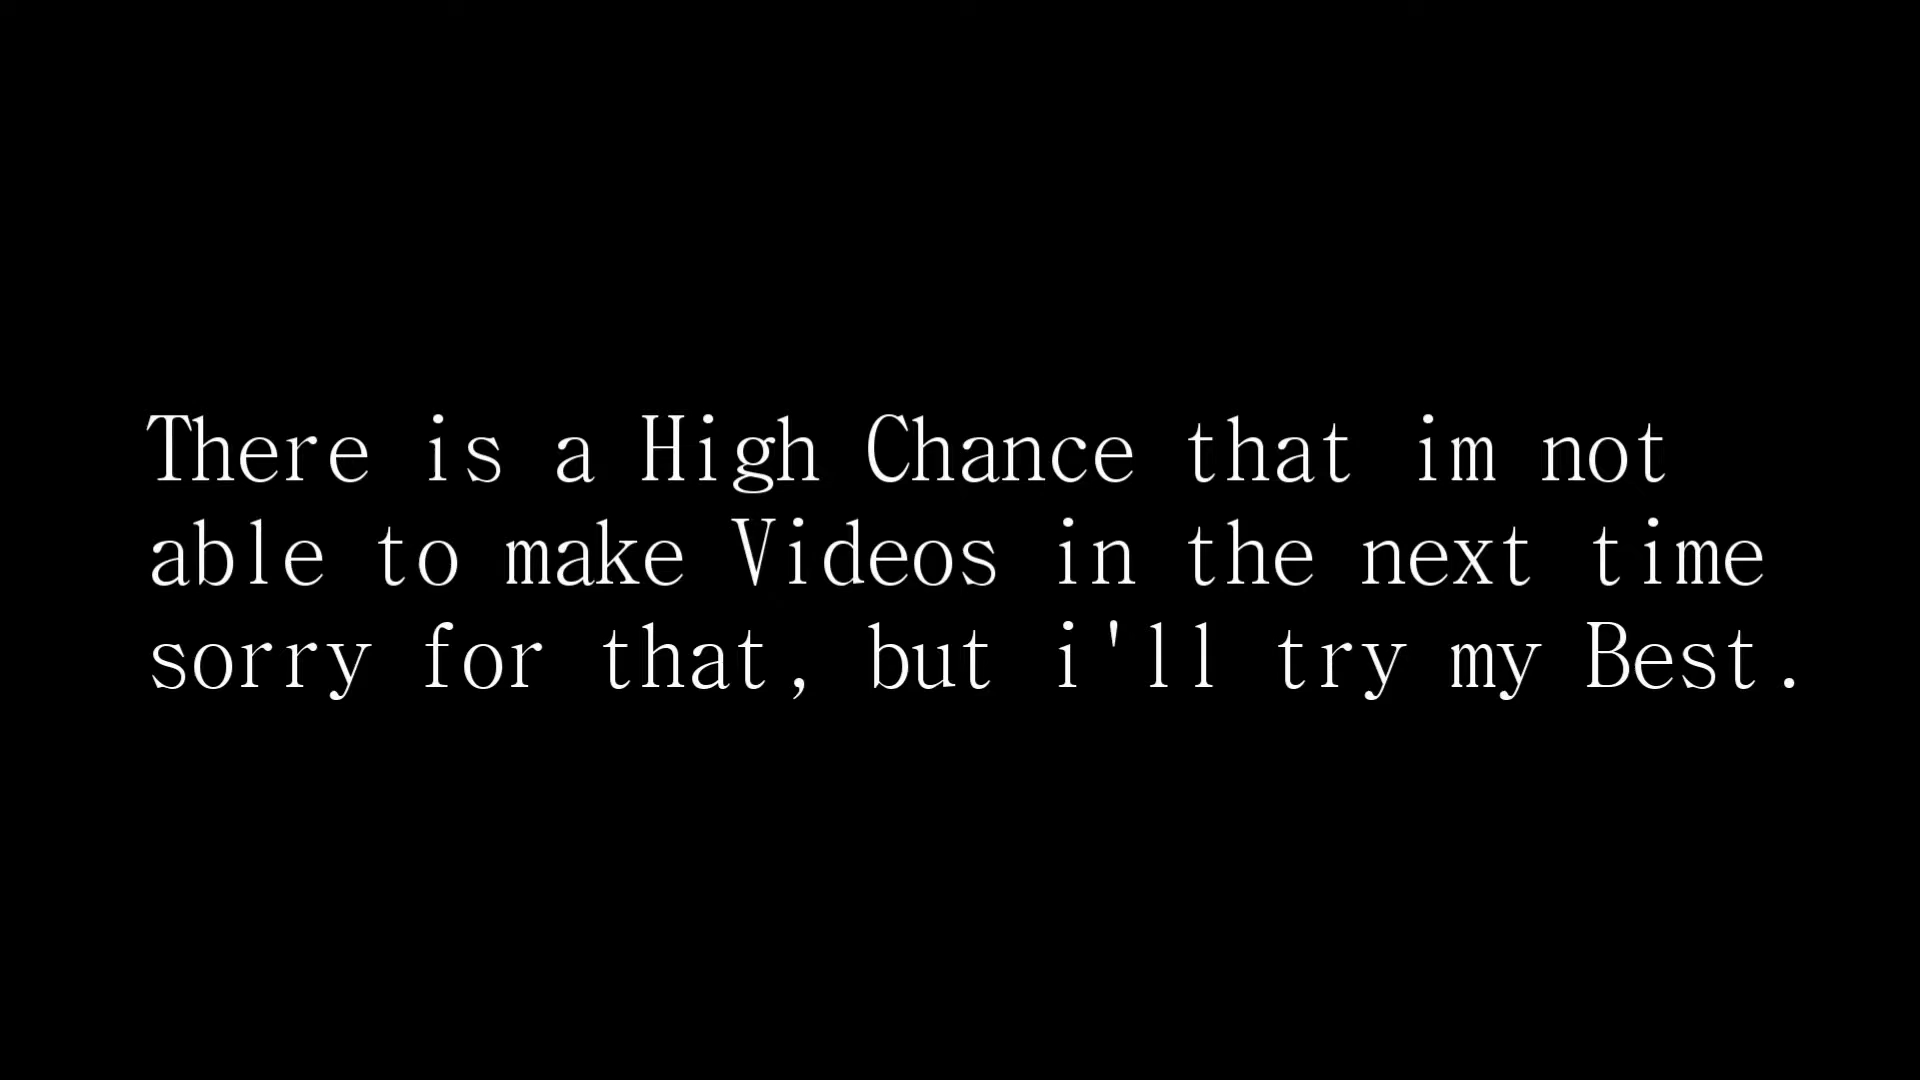 There is a High Chance that im not
able to make Videos in the next time
sorry for that, but i'll try my Best.